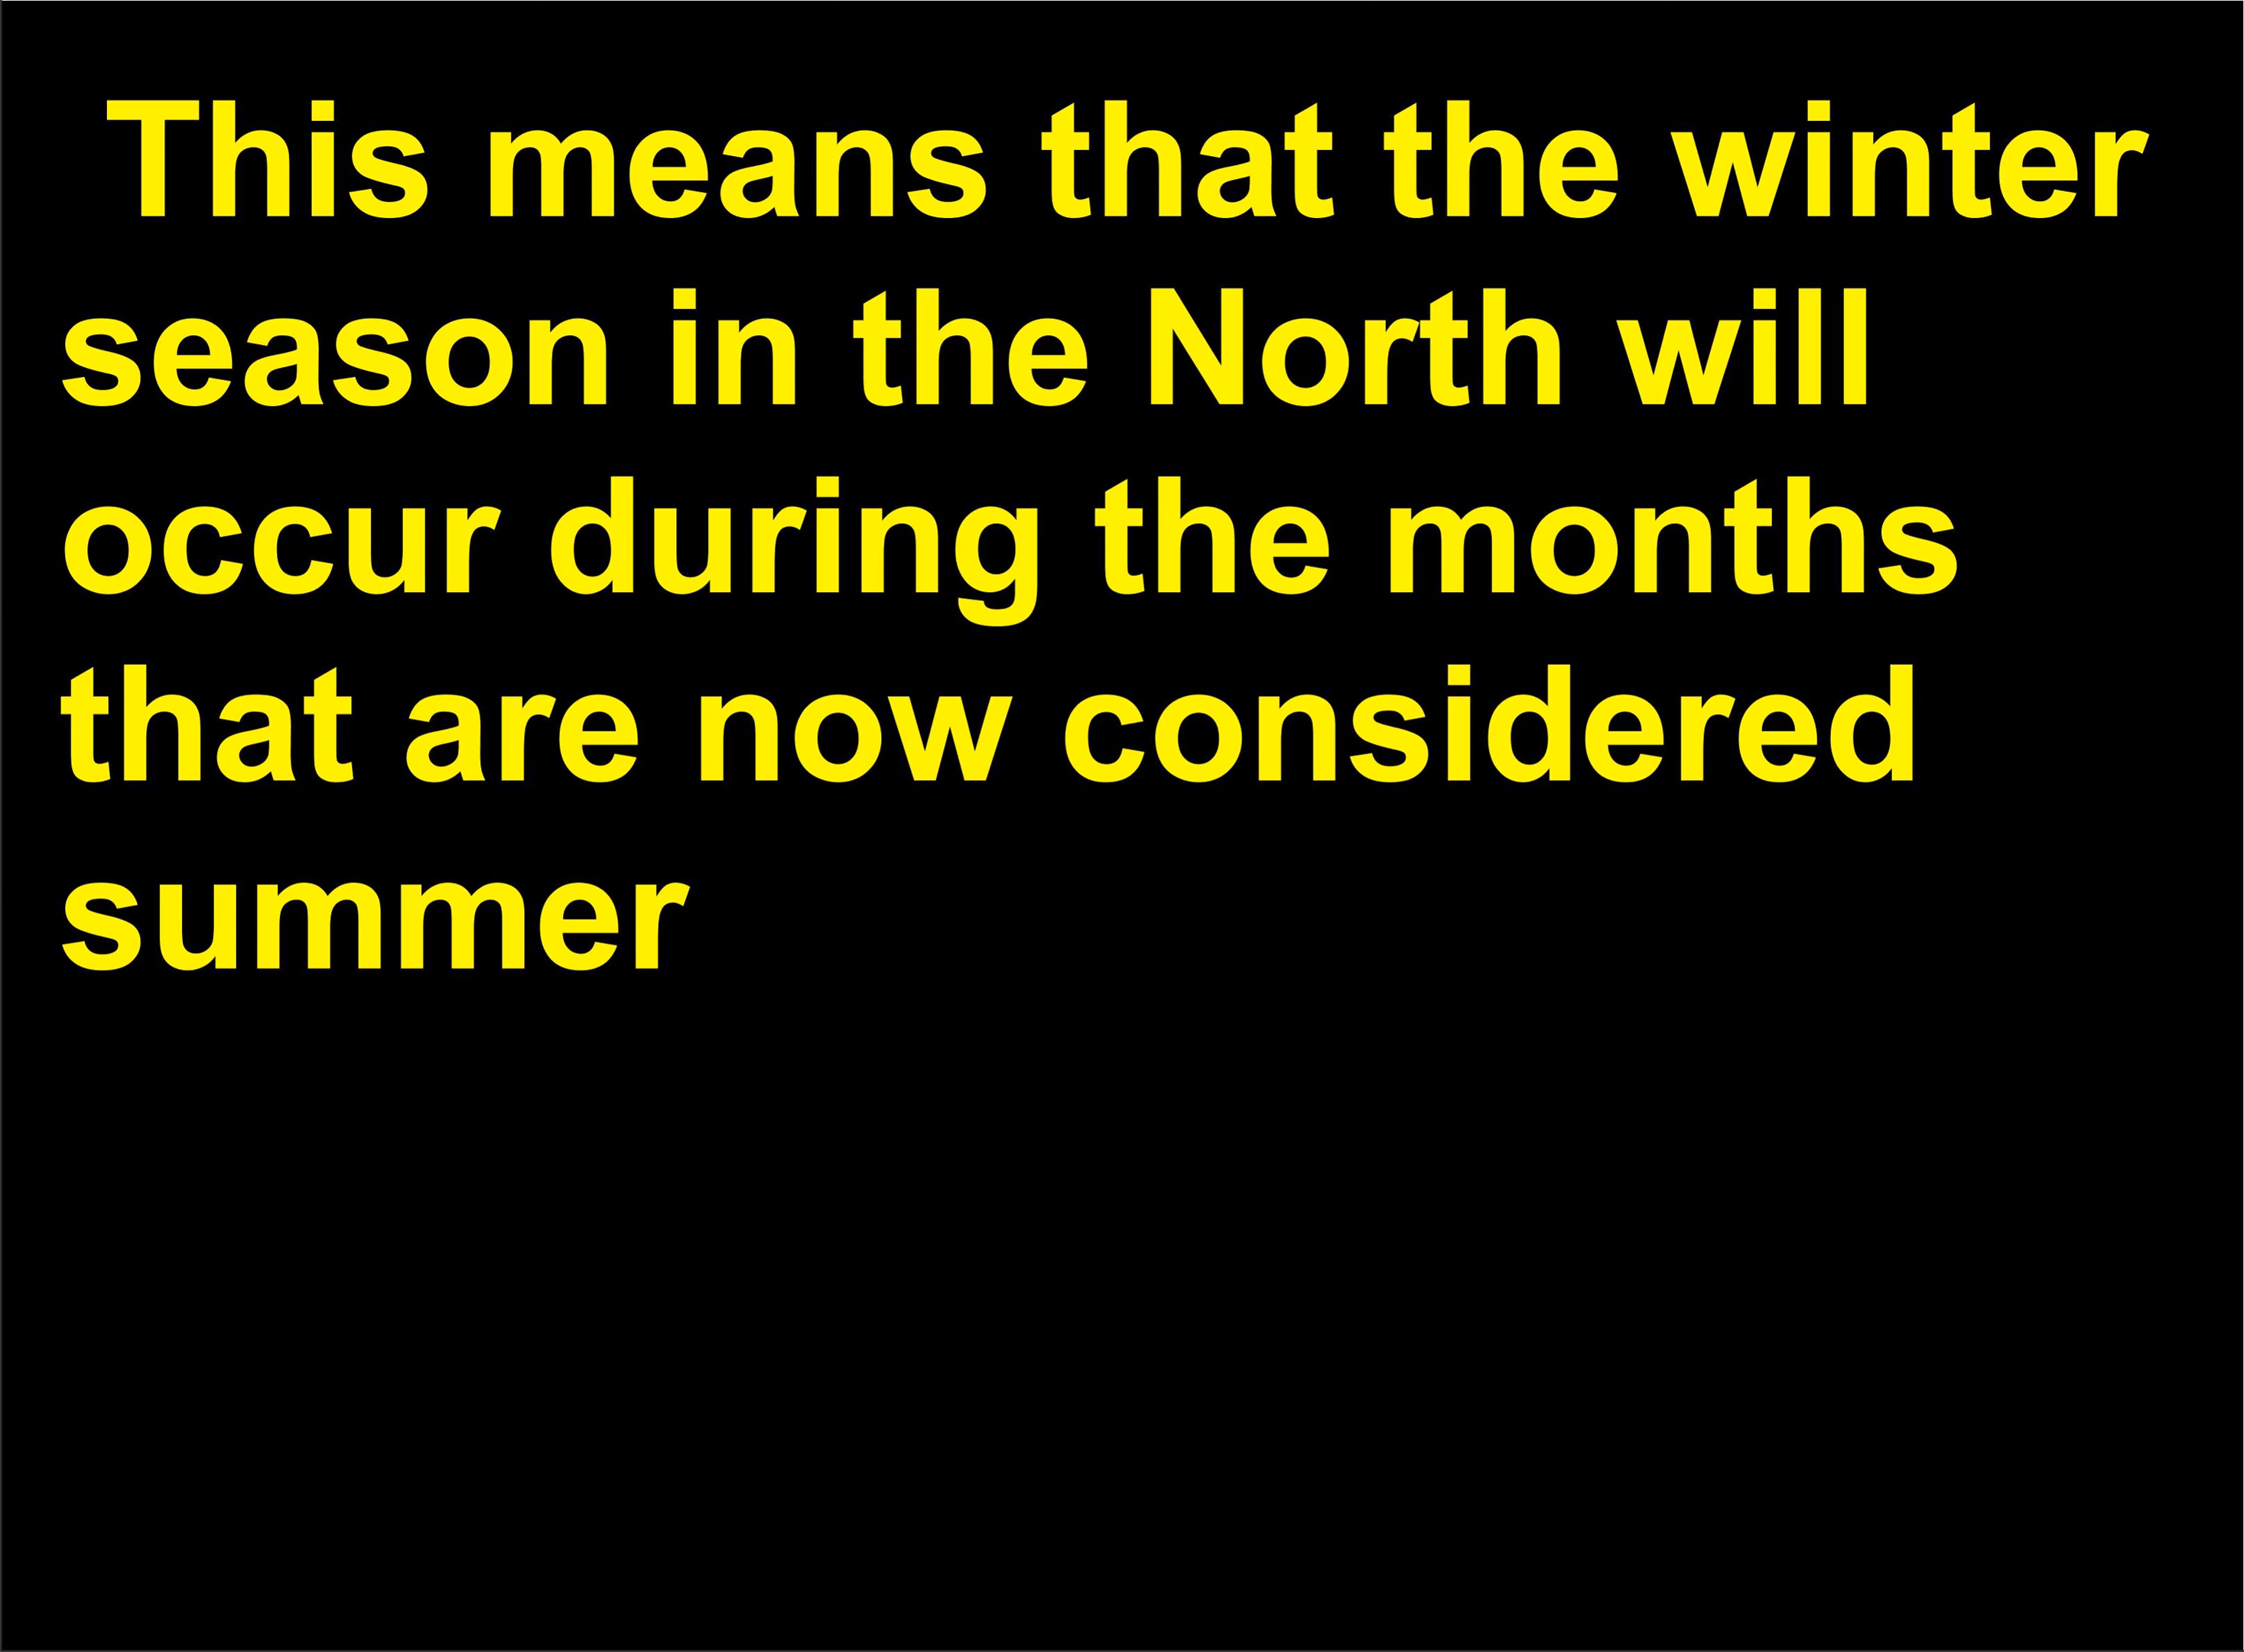 This means that the winter
season in the North will
occur during the months
that are now considered
summer